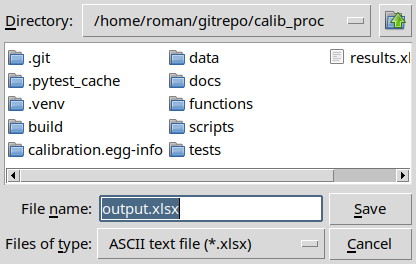 Directory: /home/roman/gitrepo/calib_proc
.git data results.xl
.pytest_cache docs
.venv functions
build scripts
calibration.egg-info tests
File name: output.xlsx Save
Files of type: ASCII text file (*.xlsx) Cancel